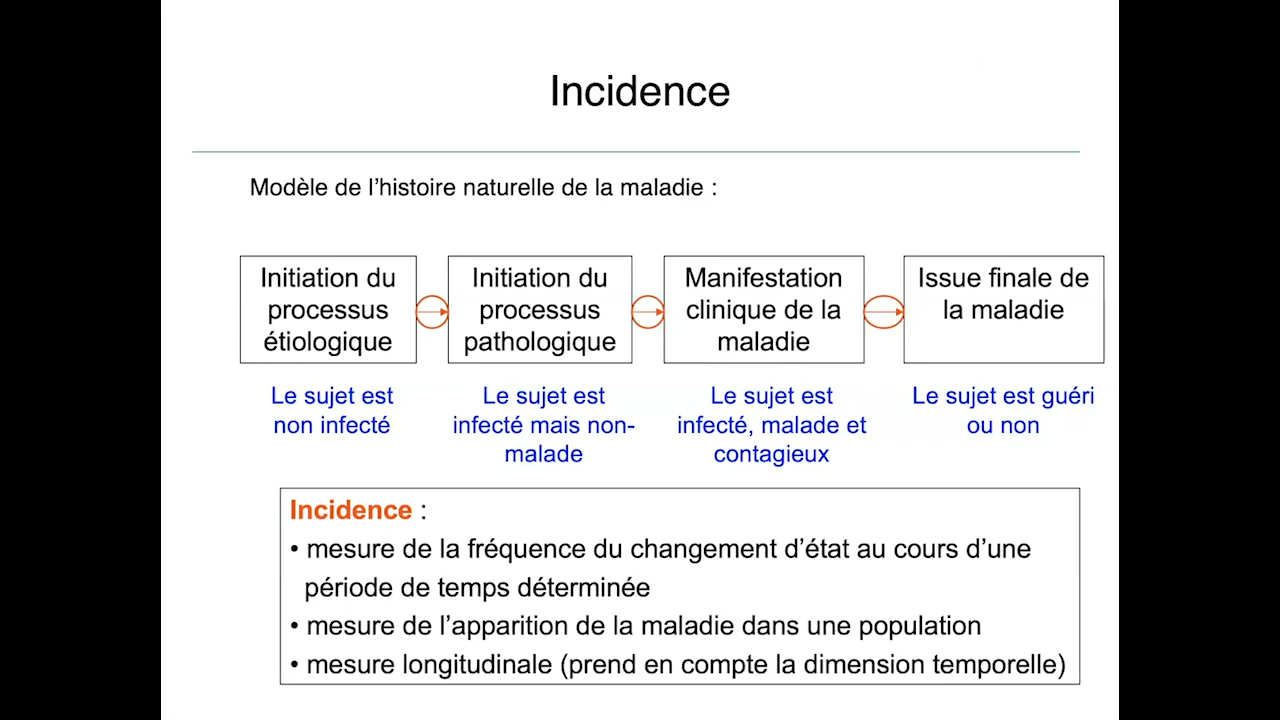 Incidence
Modèle de l’histoire naturelle de la maladie :
Initiation du
processus
étiologique
Initiation du
processus
pathologique
Manifestation
clinique de la
maladie
Issue finale de
la maladie
Le sujet est
non infecté
Le sujet est
infecté mais non-
malade
Le sujet est
infecté, malade et
contagieux
Le sujet est guéri
ou non
Incidence :
• mesure de la fréquence du changement d’état au cours d’une
période de temps déterminée
• mesure de l’apparition de la maladie dans une population
• mesure longitudinale (prend en compte la dimension temporelle)